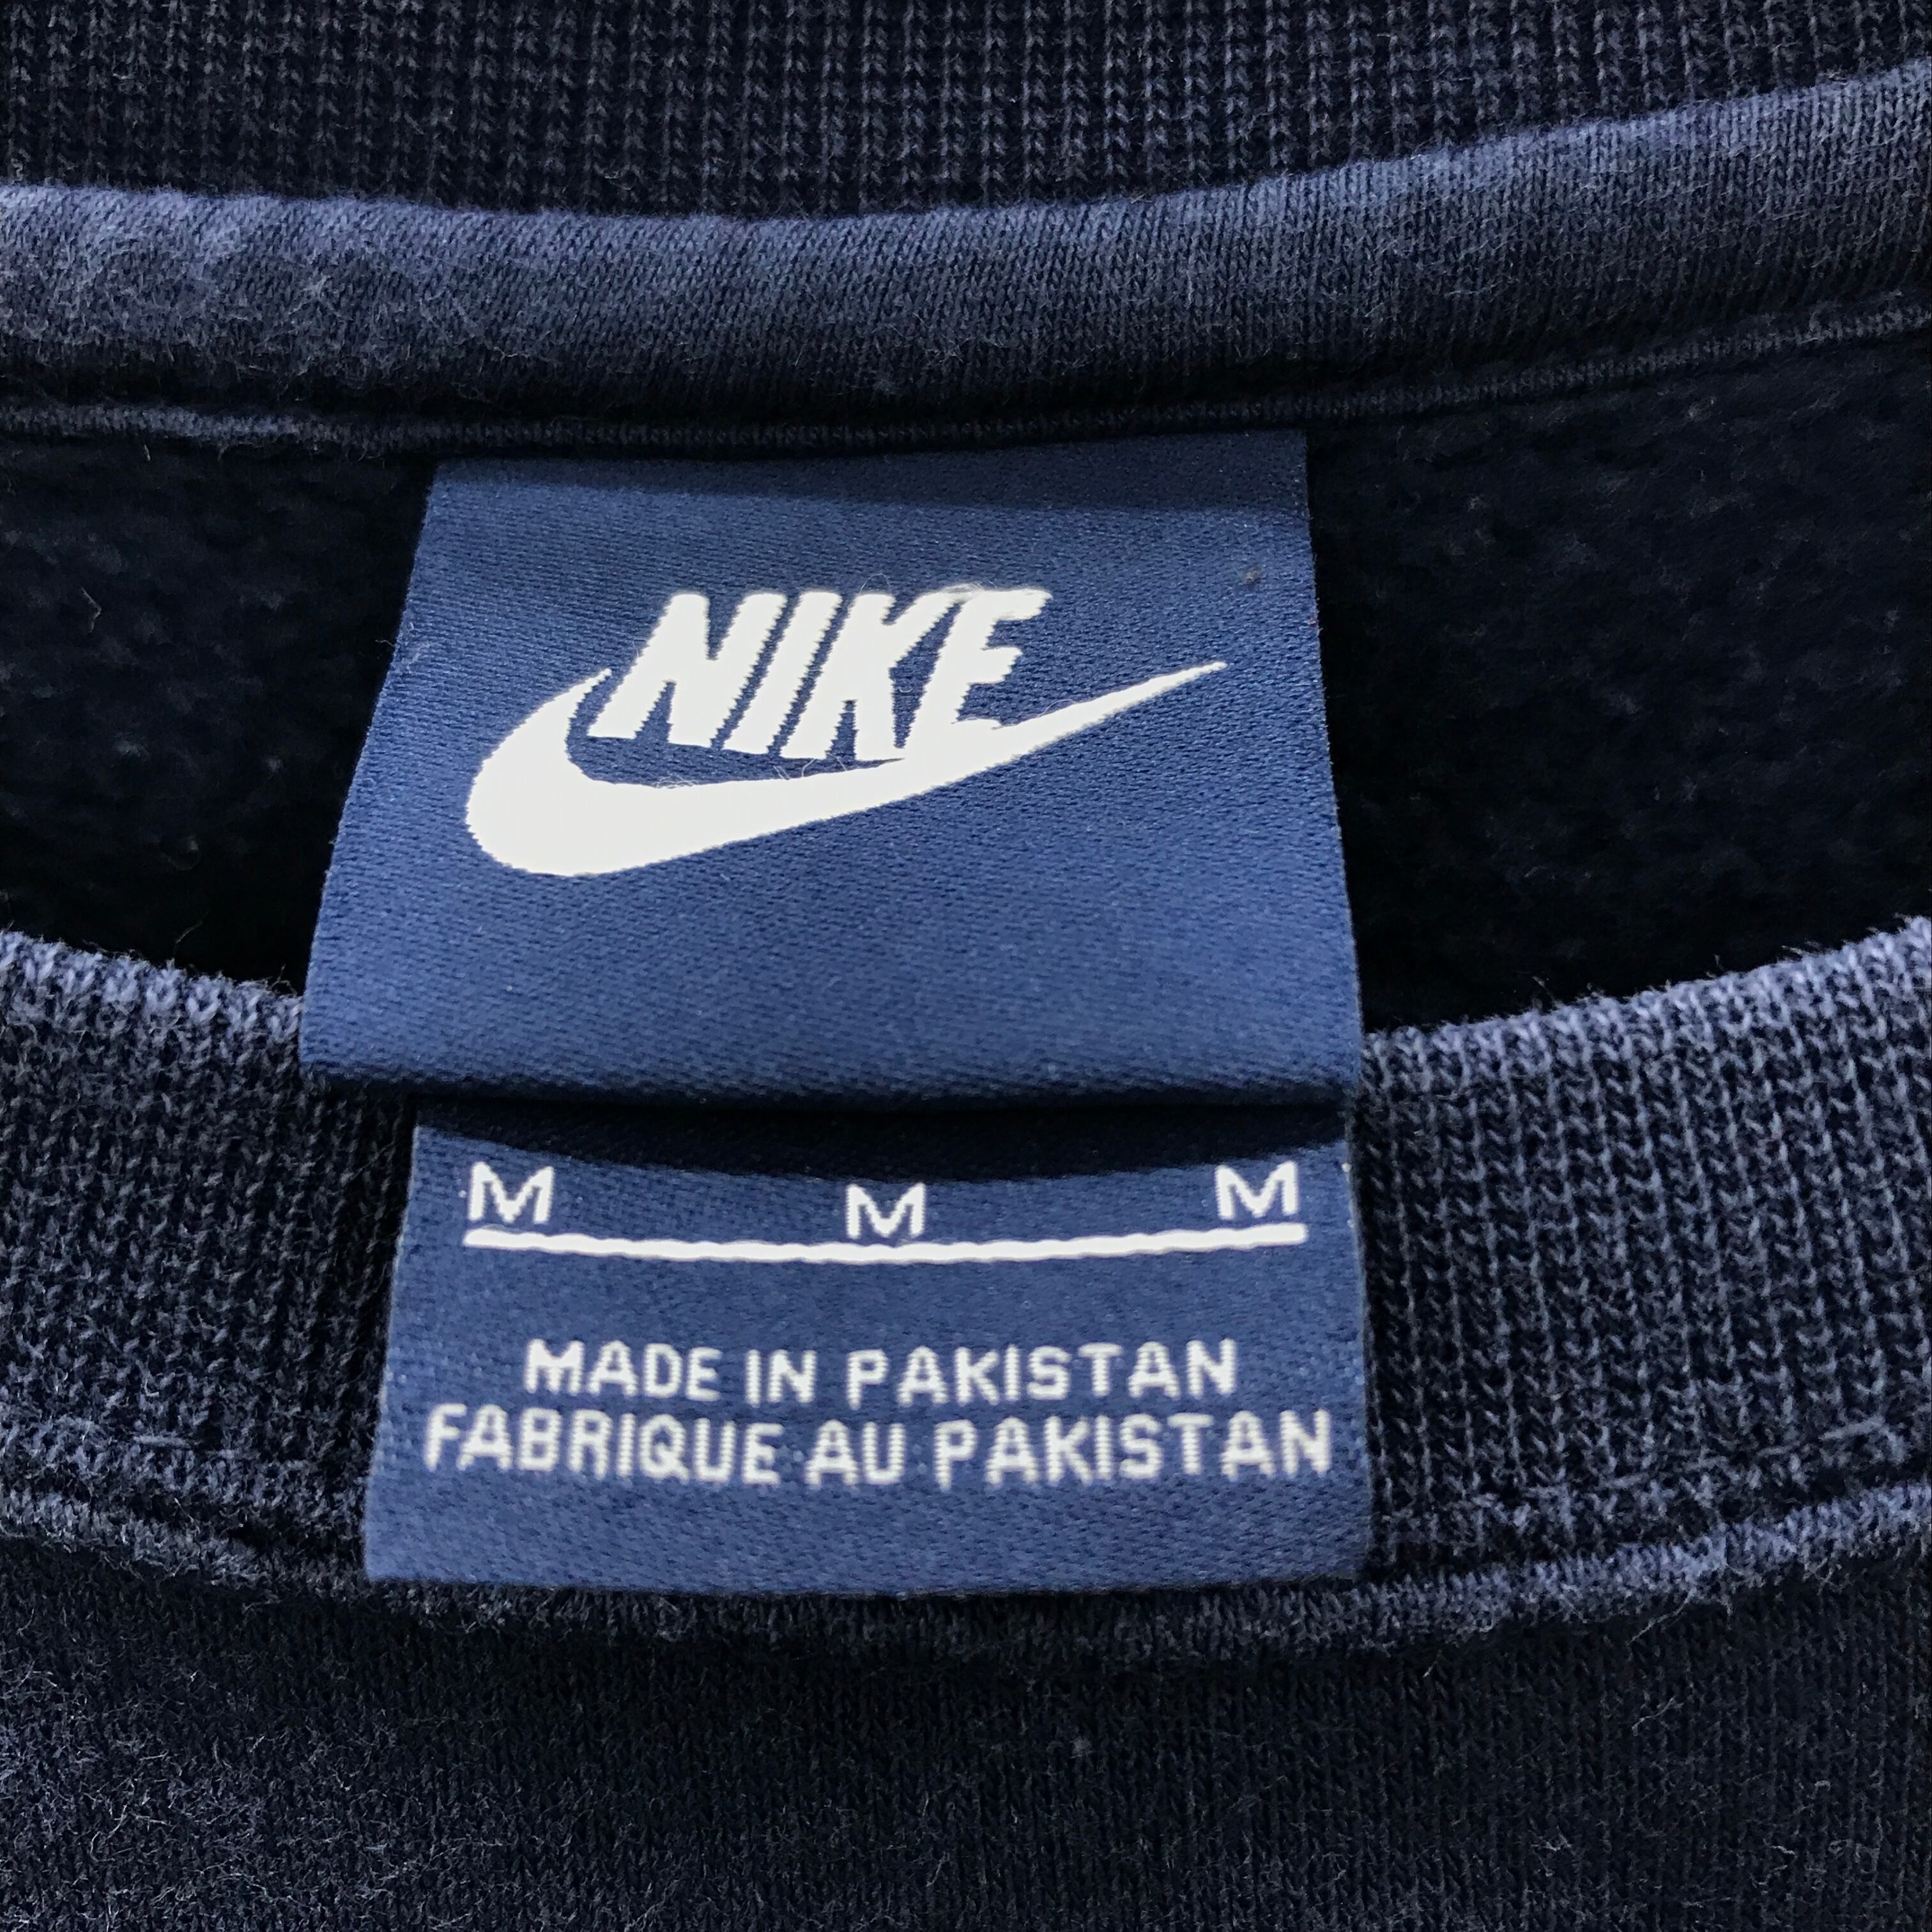 NIKE
M M M
MADE IN PAKISTAN
FABRIQUE AU PAKISTAN